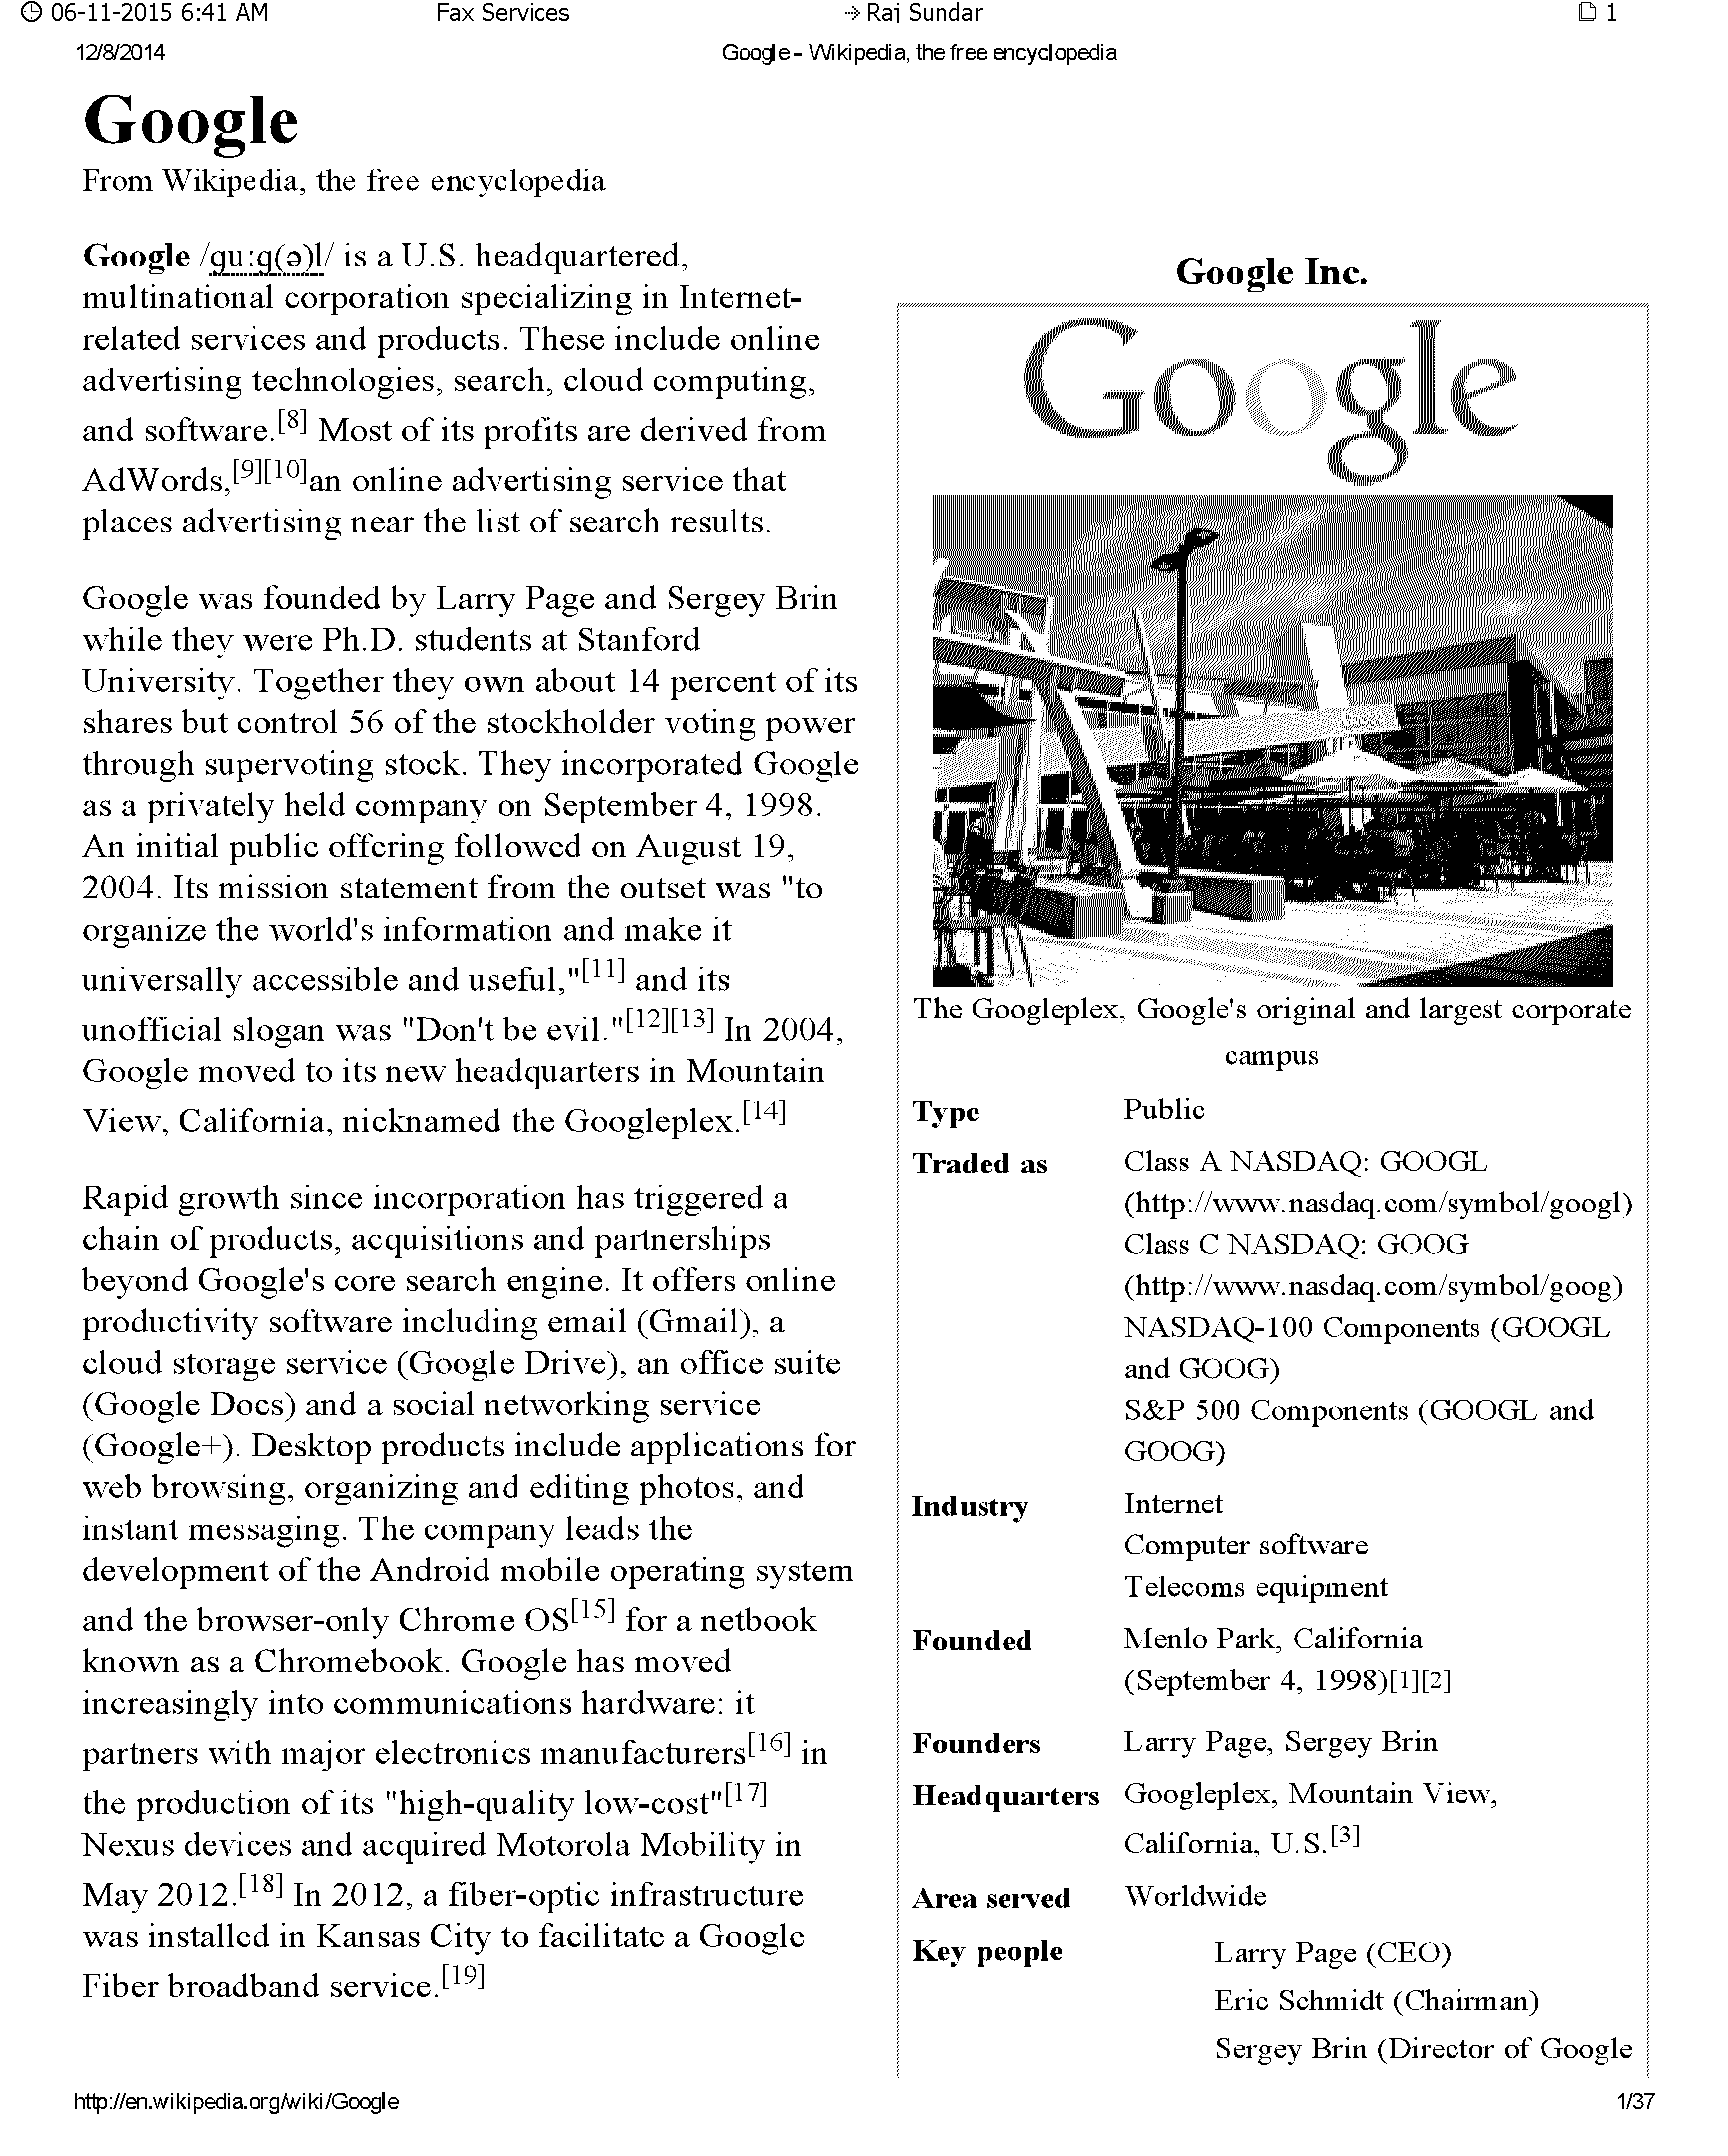 06-11-2015 6:41 AM Fax Services → Raj Sundar 1
12/8/2014 Google - Wikipedia, the free encyclopedia
Google
From Wikipedia, the free encyclopedia
Google /ɡuːɡ(ə)l/ is a U.S. headquartered,
multinational corporation specializing in Internet-
related services and products. These include online
advertising technologies, search, cloud computing,
and software.[8] Most of its profits are derived from
AdWords,[9][10]an online advertising service that
places advertising near the list of search results.
Google was founded by Larry Page and Sergey Brin
while they were Ph.D. students at Stanford
University. Together they own about 14 percent of its
shares but control 56 of the stockholder voting power
through supervoting stock. They incorporated Google
as a privately held company on September 4, 1998.
An initial public offering followed on August 19,
2004. Its mission statement from the outset was "to
organize the world's information and make it
universally accessible and useful,"[11] and its
unofficial slogan was "Don't be evil."[12][13] In 2004,
Google moved to its new headquarters in Mountain
View, California, nicknamed the Googleplex.[14]
Rapid growth since incorporation has triggered a
chain of products, acquisitions and partnerships
beyond Google's core search engine. It offers online
productivity software including email (Gmail), a
cloud storage service (Google Drive), an office suite
(Google Docs) and a social networking service
(Google+). Desktop products include applications for
web browsing, organizing and editing photos, and
instant messaging. The company leads the
development of the Android mobile operating system
and the browser-only Chrome OS[15] for a netbook
known as a Chromebook. Google has moved
increasingly into communications hardware: it
partners with major electronics manufacturers[16] in
the production of its "high-quality low-cost"[17]
Nexus devices and acquired Motorola Mobility in
May 2012.[18] In 2012, a fiber-optic infrastructure
was installed in Kansas City to facilitate a Google
Fiber broadband service.[19]
Google Inc.
Google
The Googleplex, Google's original and largest corporate
campus
Type Public
Traded as Class A NASDAQ: GOOGL
(http://www.nasdaq.com/symbol/googl)
Class C NASDAQ: GOOG
(http://www.nasdaq.com/symbol/goog)
NASDAQ-100 Components (GOOGL
and GOOG)
S&P 500 Components (GOOGL and
GOOG)
Industry Internet
Computer software
Telecoms equipment
Founded Menlo Park, California
(September 4, 1998)[1][2]
Founders Larry Page, Sergey Brin
Headquarters Googleplex, Mountain View,
California, U.S.[3]
Area served Worldwide
Key people Larry Page (CEO)
Eric Schmidt (Chairman)
Sergey Brin (Director of Google
http://en.wikipedia.org/wiki/Google 1/37